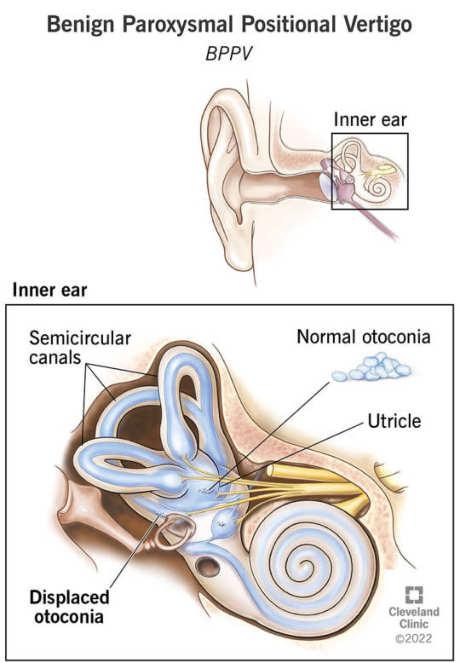 Benign Paroxysmal Positional Vertigo
BPPV
Inner ear
Inner ear
Semicircular
canals
Normal otoconia
Utricle
Displaced
otoconia
Cleveland
Clinic
©2022